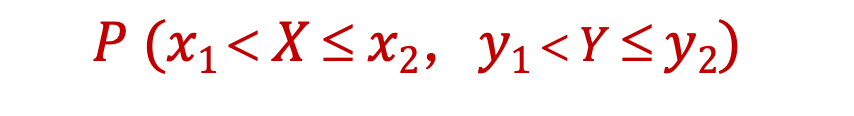 P (x₁ < X ≤ x₂, y₁ < Y ≤ y₂)